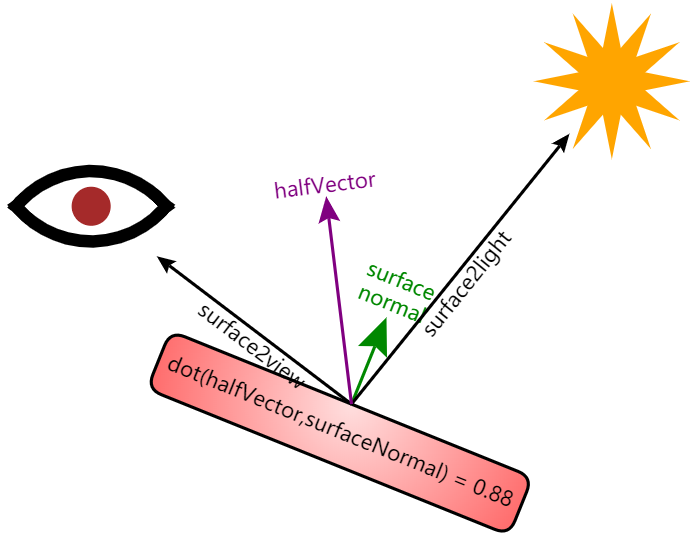 halfVector
surface
normal
surface2light
surface2view
dot(halfVector,surfaceNormal) = 0.88